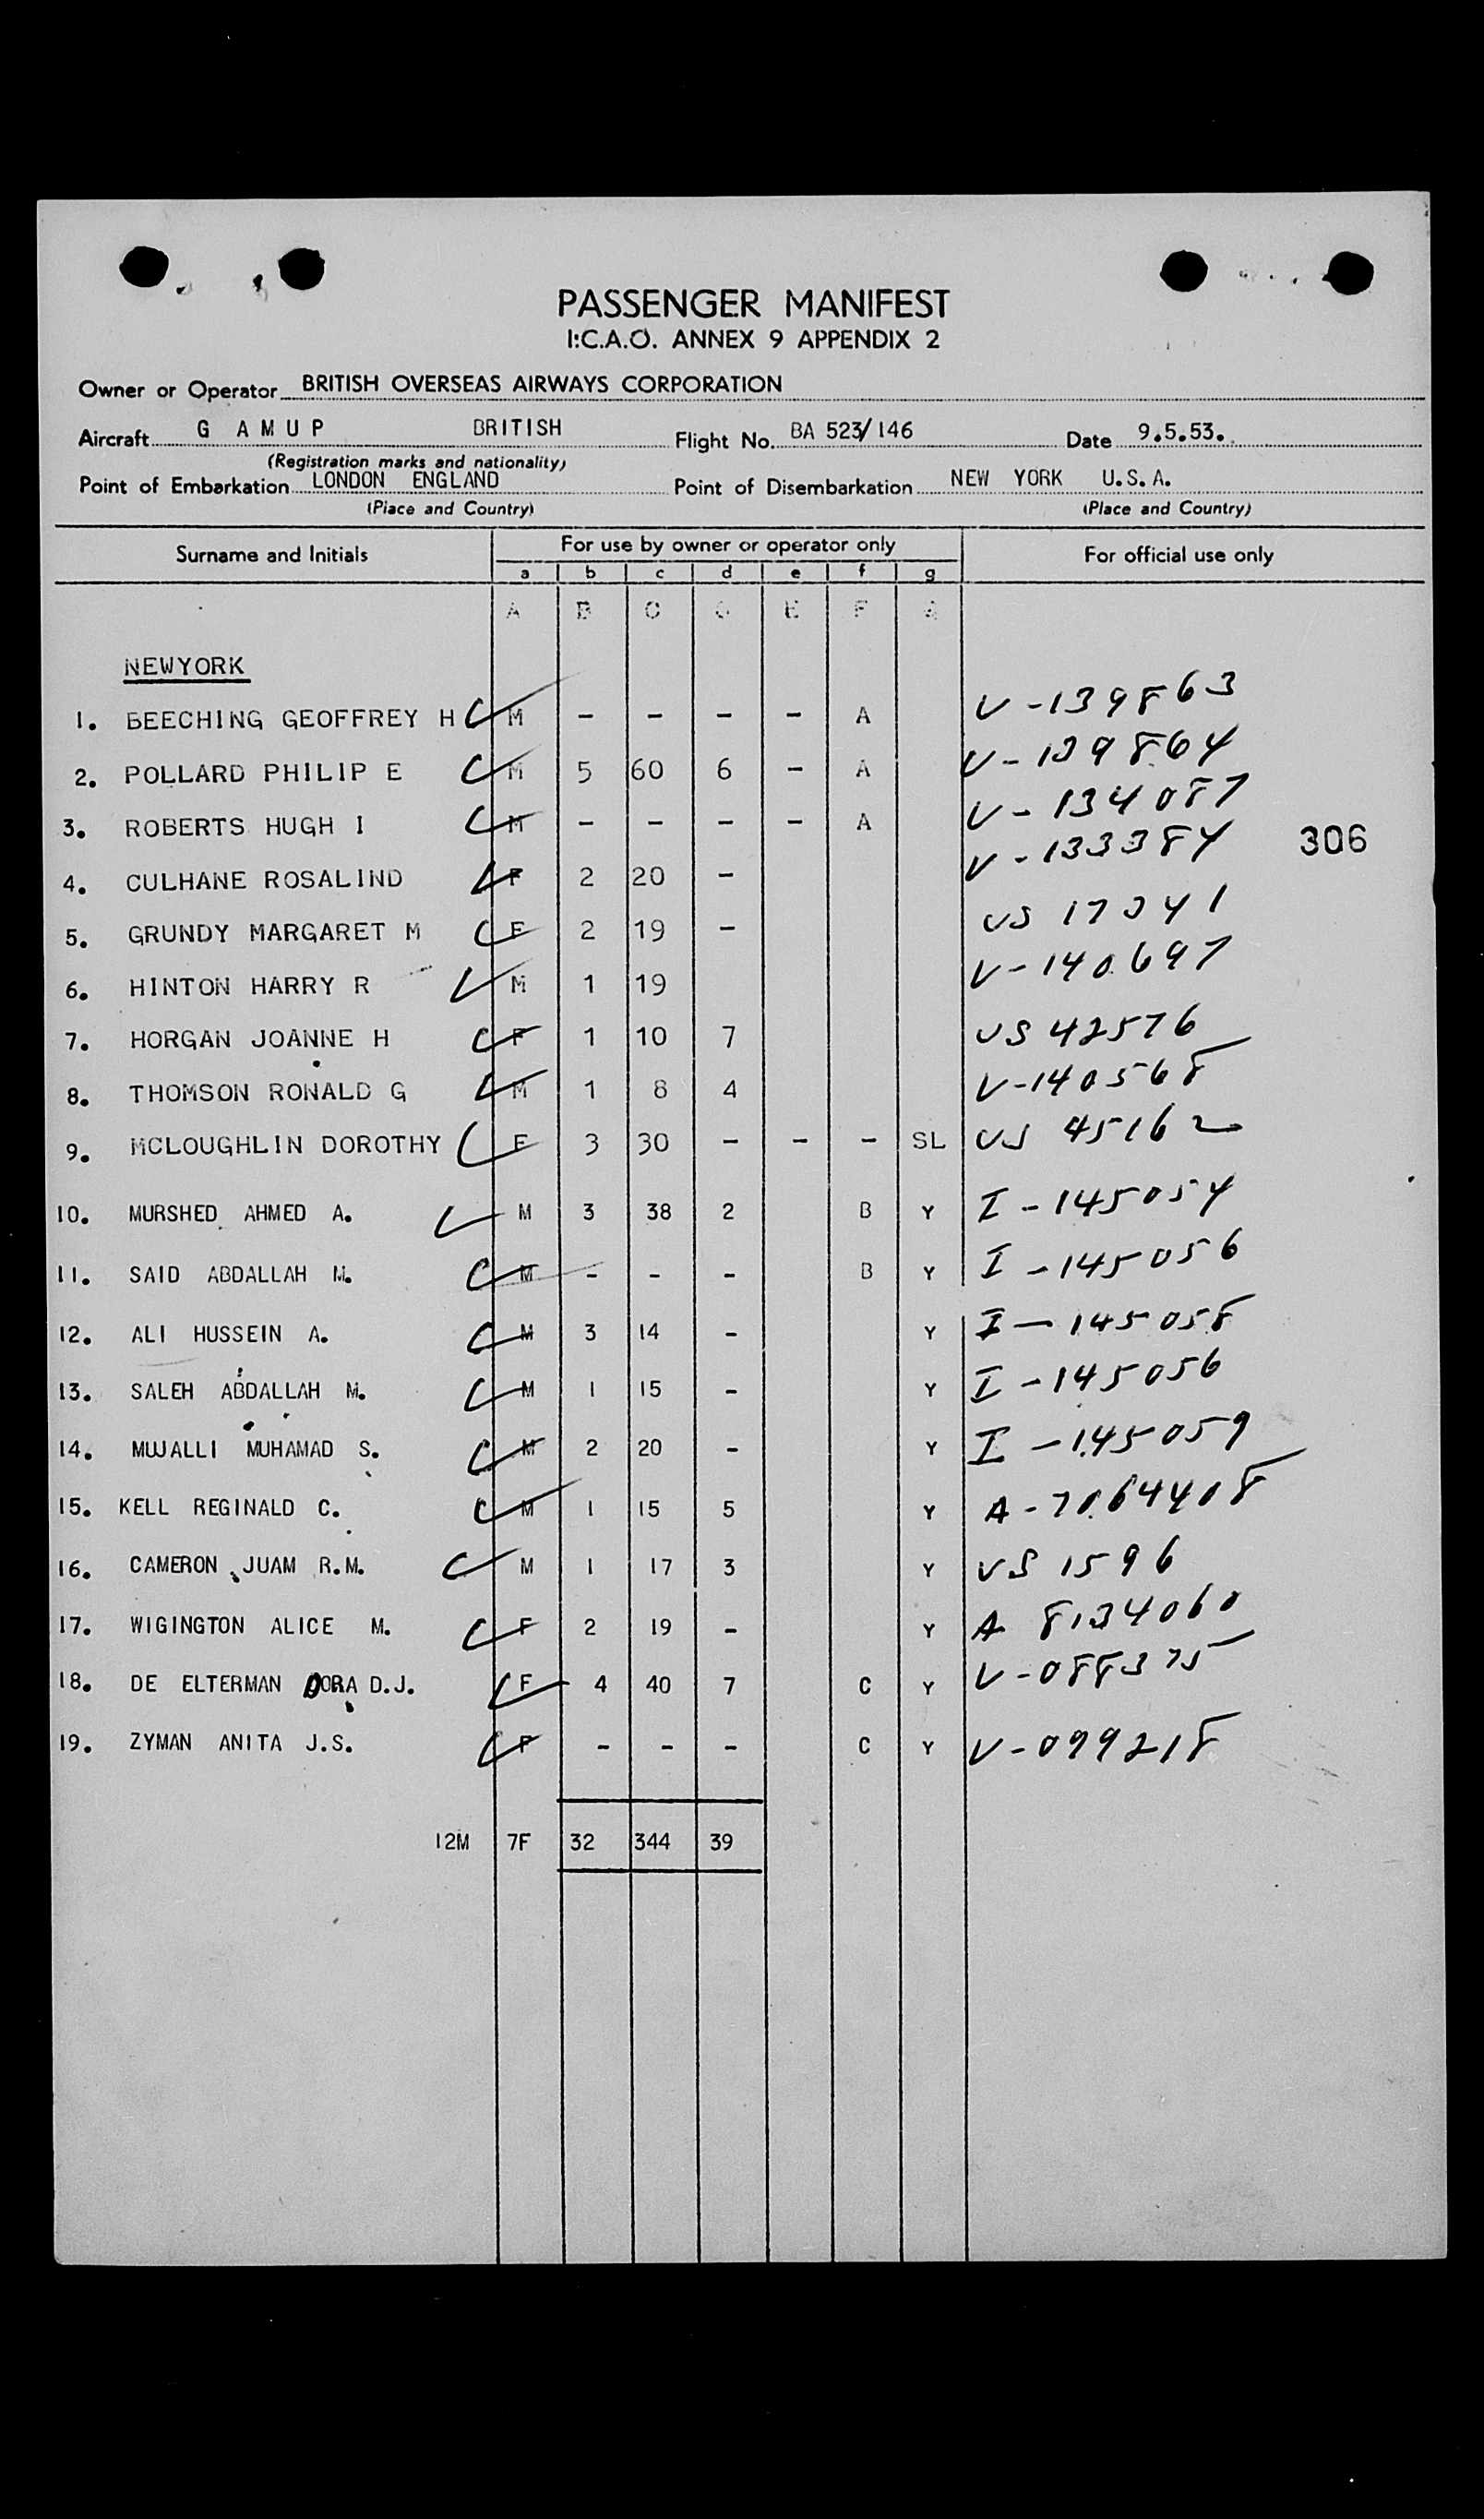 PASSENGER MANIFEST
I.C.A.O. ANNEX 9 APPENDIX 2
Owner or Operator BRITISH OVERSEAS AIRWAYS CORPORATION
Aircraft G AMUP BRITISH Flight No. BA 523/146 Date 9.5.53.
(Registration marks and nationality)
Point of Embarkation LONDON ENGLAND Point of Disembarkation NEW YORK U.S.A.
(Place and Country) (Place and Country)
Surname and Initials For use by owner or operator only For official use only
a b c d e f g
A B C E F
NEWYORK
1. BEECHING GEOFFREY H M - - - - A V-139863
2. POLLARD PHILIP E M 5 60 6 - A V-139864
3. ROBERTS HUGH I M - - - - A V-134087
4. CULHANE ROSALIND F 2 20 - V-133384
306
5. GRUNDY MARGARET M F 2 19 - US 17341
6. HINTON HARRY R M 1 19 V-140697
7. HORGAN JOANNE H F 1 10 7 US 42576
8. THOMSON RONALD G M 1 8 4 V-140568
9. MCLOUGHLIN DOROTHY F 3 30 - - - SL US 45162
10. MURSHED AHMED A. M 3 38 2 B Y I-145054
11. SAID ABDALLAH M. M - - - B Y I-145056
12. ALI HUSSEIN A. M 3 14 - Y I-145058
13. SALEH ABDALLAH M. M 1 15 - Y I-145056
14. MUJALLI MUHAMAD S. M 2 20 - Y I-145059
15. KELL REGINALD C. M 1 15 5 Y A-7064408
16. CAMERON JUAM R.M. M 1 17 3 Y US 1596
17. WIGINGTON ALICE M. F 2 19 - Y A 8134060
18. DE ELTERMAN DORA D.J. F 4 40 7 C Y V-088375
19. ZYMAN ANITA J.S. F - - - C Y V-099218
12M 7F 32 344 39